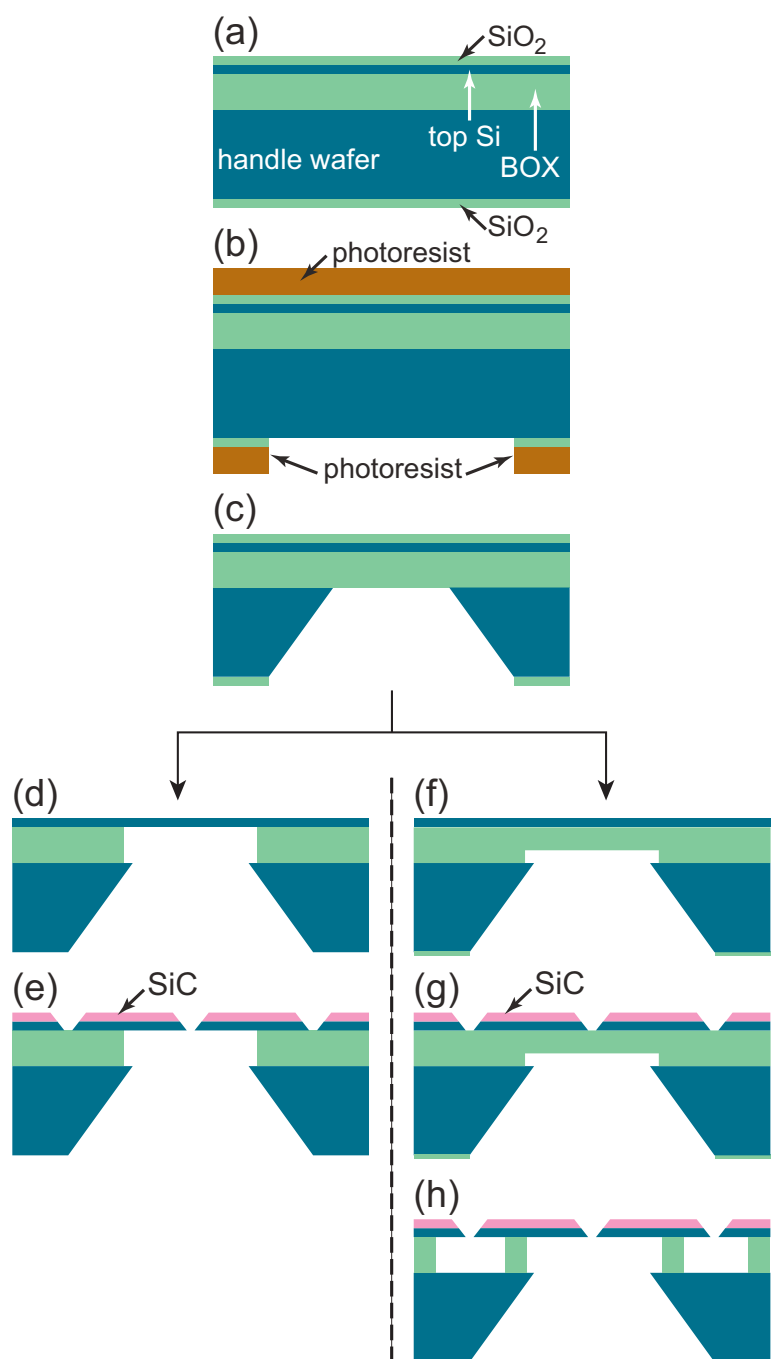 (a)
SiO2
top Si
handle wafer
BOX
SiO2
(b)
photoresist
photoresist
(c)
(d)
(f)
(e)
SiC
(g)
SiC
(h)